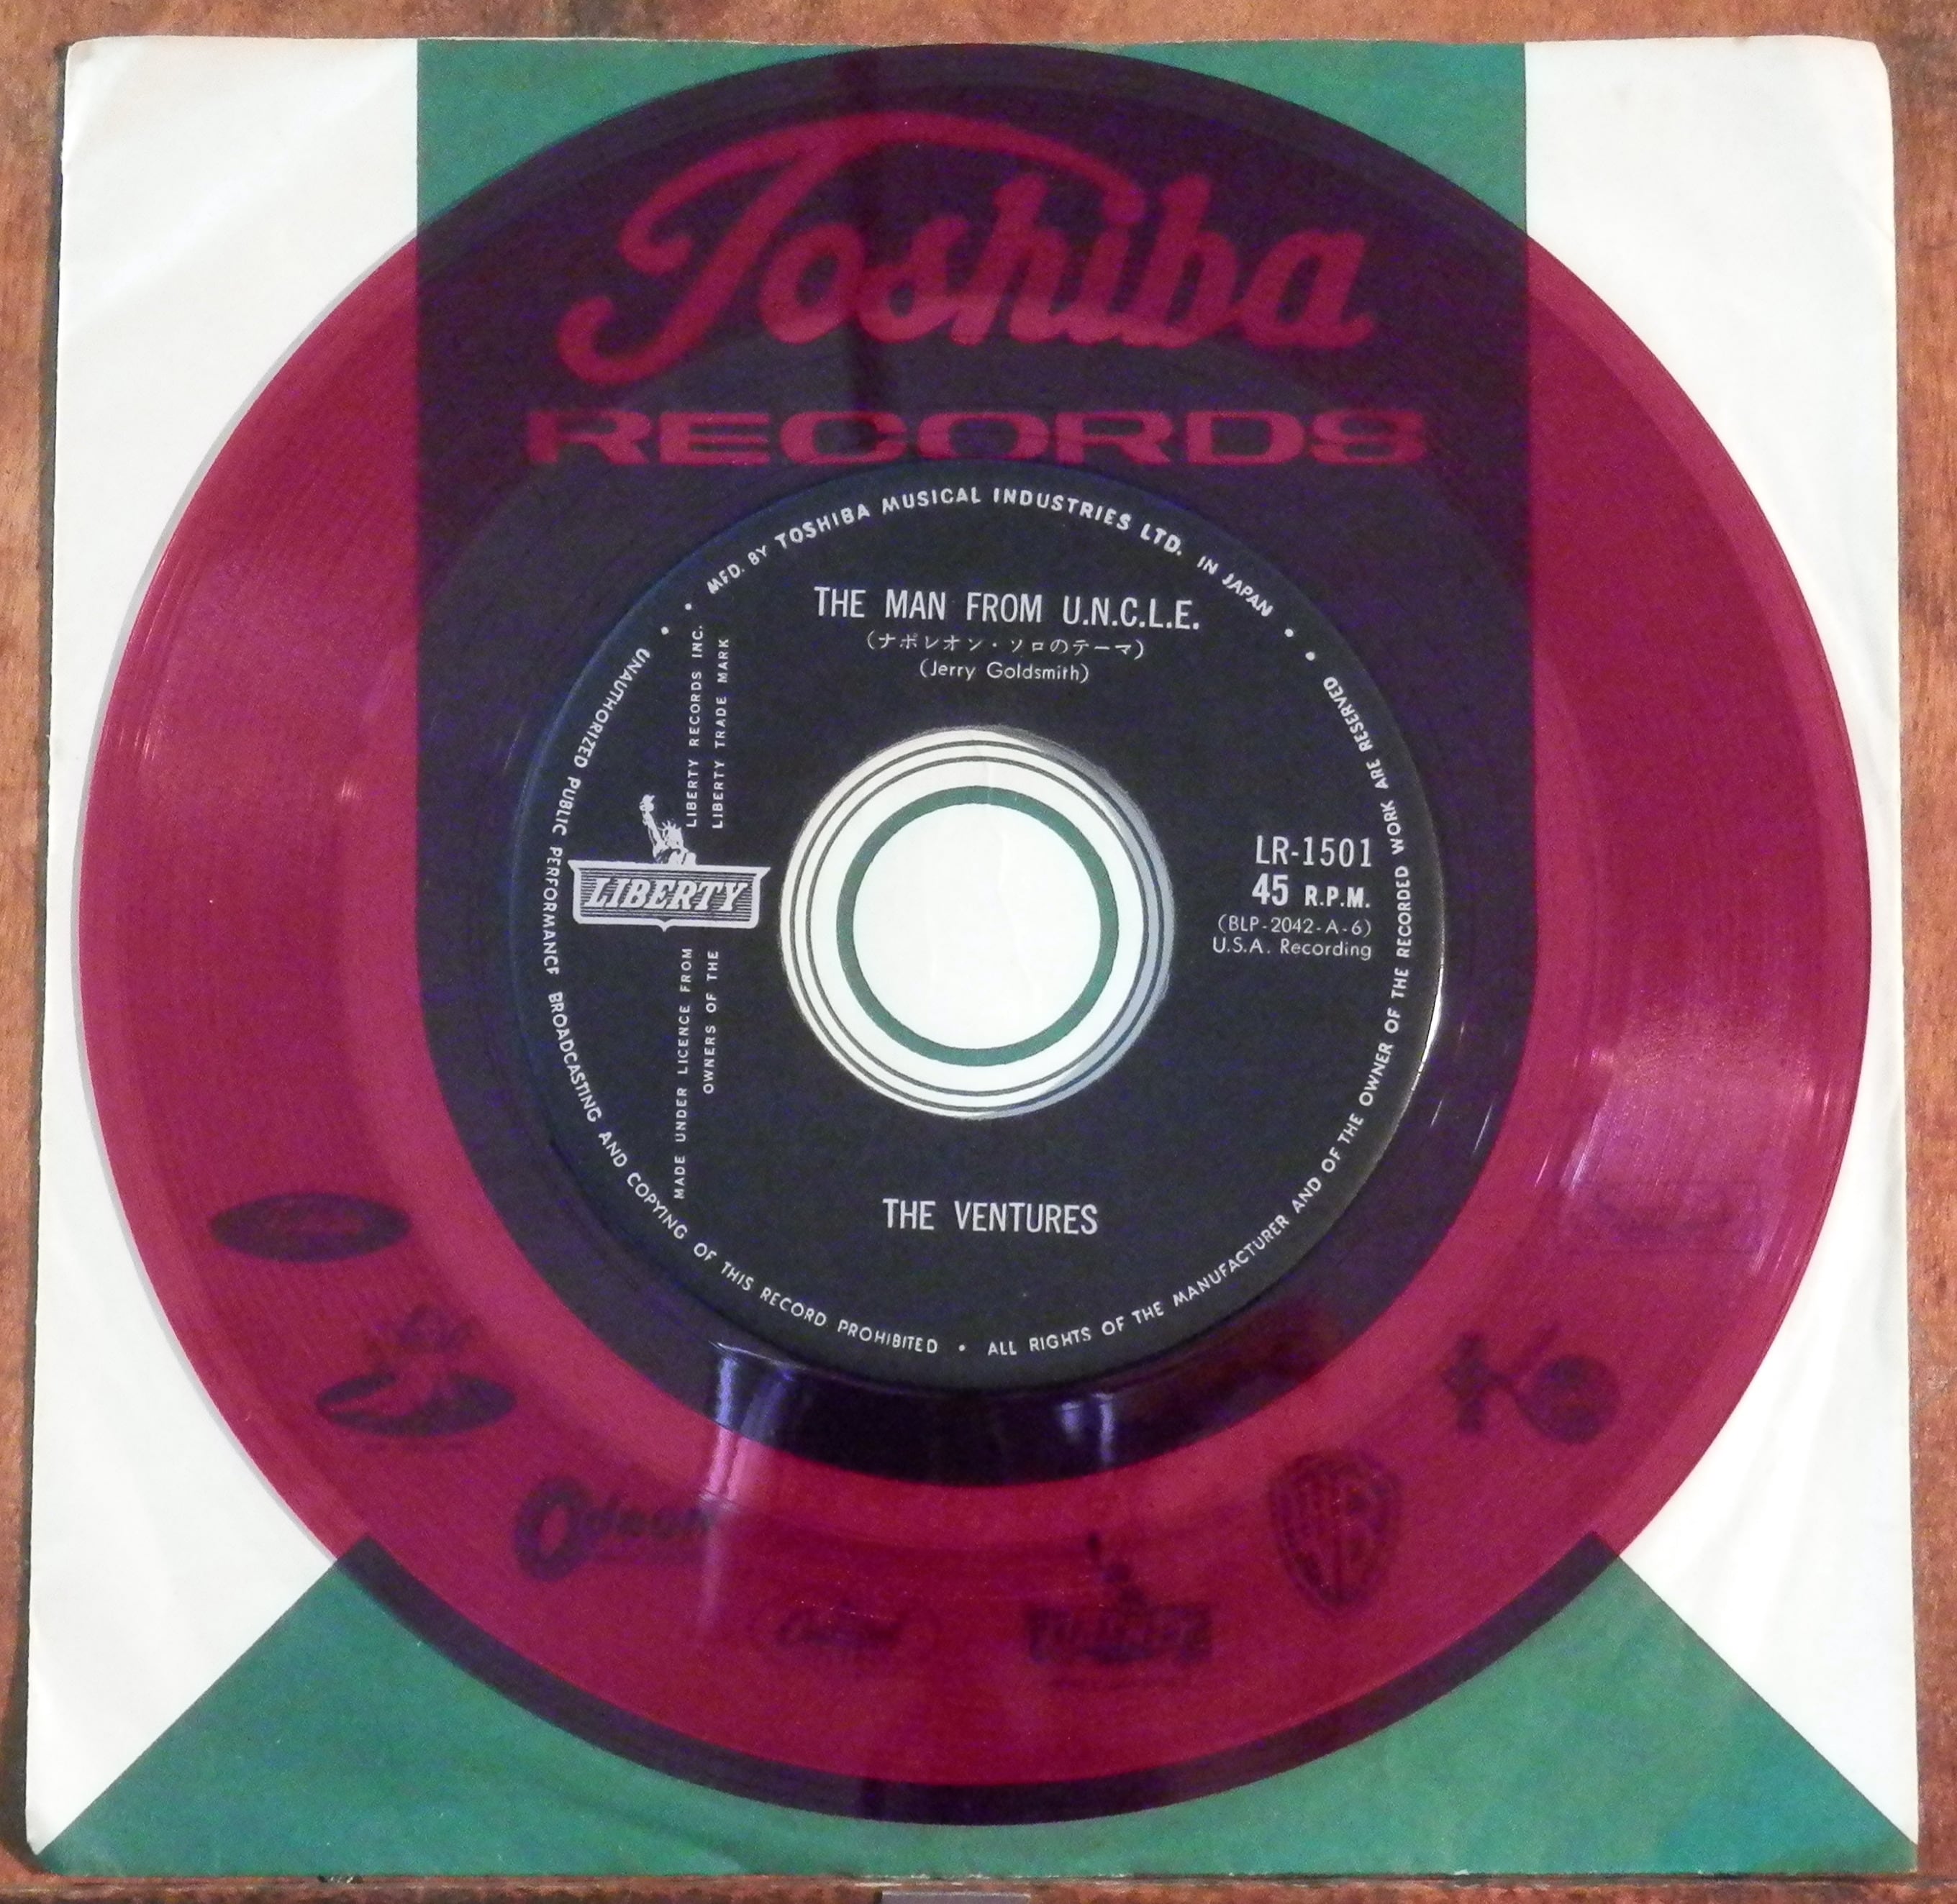 Toshiba
RECORDS
MFD. BY TOSHIBA MUSICAL INDUSTRIES LTD. IN JAPAN
THE MAN FROM U.N.C.L.E.
(ナポレオン・ソロのテーマ)
(Jerry Goldsmith)
LIBERTY RECORDS INC.
LIBERTY TRADE MARK
LIBERTY
MADE UNDER LICENCE FROM
OWNERS OF THE
LR-1501
45 R.P.M.
(BLP-2042-A-6)
U.S.A. Recording
THE VENTURES
UNAUTHORIZED PUBLIC PERFORMANCE BROADCASTING AND COPYING OF THIS RECORD PROHIBITED • ALL RIGHTS OF THE MANUFACTURER AND OF THE OWNER OF THE RECORDED WORK ARE RESERVED
Odeon
Capitol
WB